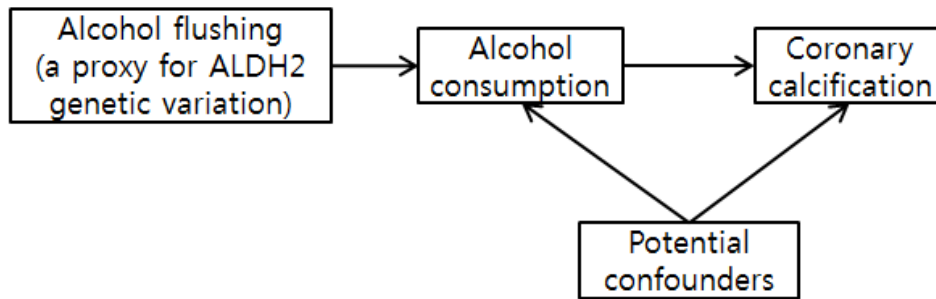 Alcohol flushing
(a proxy for ALDH2
genetic variation)
Alcohol
consumption
Coronary
calcification
Potential
confounders